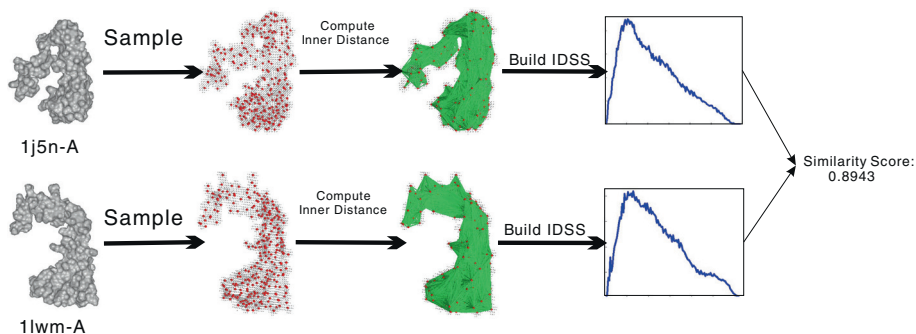 Sample
Compute
Inner Distance
Build IDSS
1j5n-A
Similarity Score:
0.8943
Sample
Compute
Inner Distance
Build IDSS
1lwm-A